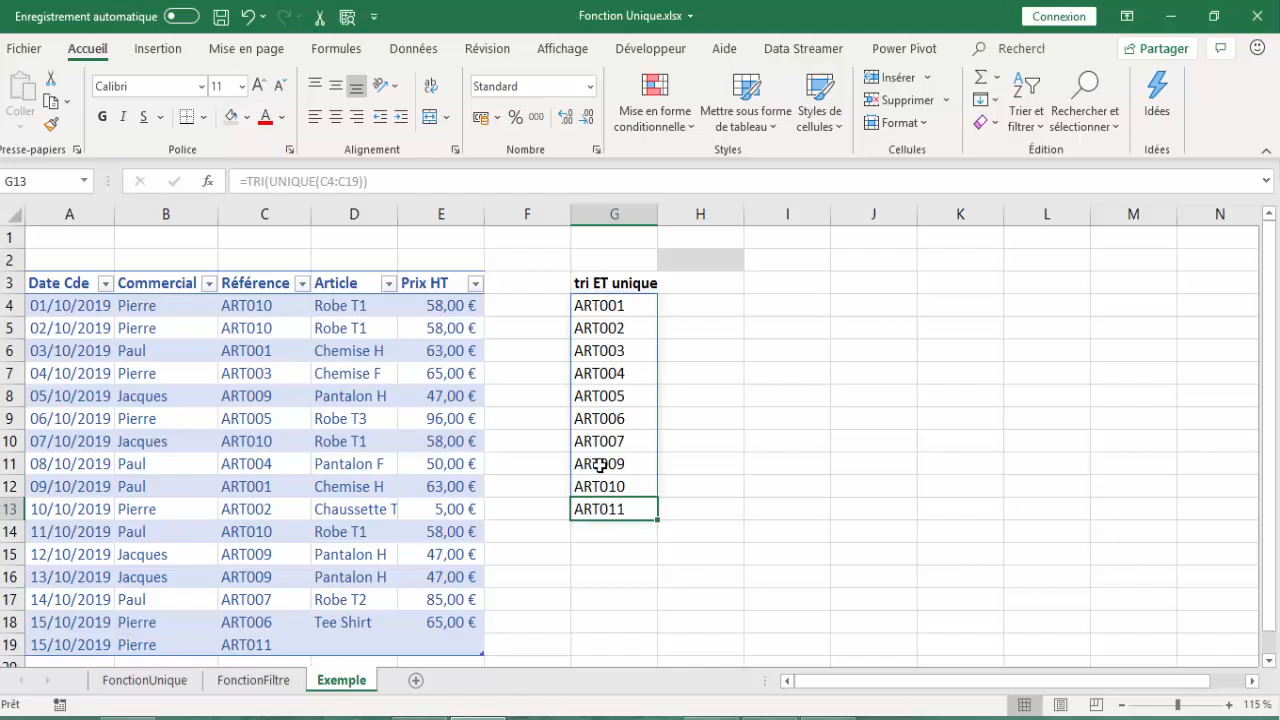 Enregistrement automatique
Fonction Unique.xlsx
Connexion
Fichier Accueil Insertion Mise en page Formules Données Révision Affichage Développeur Aide Data Streamer Power Pivot Recherch Partager
Coller
Presse-papiers
Calibri 11
G I S A
Police
Alignement
Standard
% 000
Nombre
Mise en forme conditionnelle
Mettre sous forme de tableau
Styles de cellules
Styles
Insérer
Supprimer
Format
Cellules
Trier et filtrer
Rechercher et sélectionner
Édition
Idées
Idées
G13 fx =TRI(UNIQUE(C4:C19))
A B C D E F G H I J K L M N
1
2
3 Date Cde Commercial Référence Article Prix HT tri ET unique
4 01/10/2019 Pierre ART010 Robe T1 58,00 € ART001
5 02/10/2019 Pierre ART010 Robe T1 58,00 € ART002
6 03/10/2019 Paul ART001 Chemise H 63,00 € ART003
7 04/10/2019 Pierre ART003 Chemise F 65,00 € ART004
8 05/10/2019 Jacques ART009 Pantalon H 47,00 € ART005
9 06/10/2019 Pierre ART005 Robe T3 96,00 € ART006
10 07/10/2019 Jacques ART010 Robe T1 58,00 € ART007
11 08/10/2019 Paul ART004 Pantalon F 50,00 € ART009
12 09/10/2019 Paul ART001 Chemise H 63,00 € ART010
13 10/10/2019 Pierre ART002 Chaussette T 5,00 € ART011
14 11/10/2019 Paul ART010 Robe T1 58,00 €
15 12/10/2019 Jacques ART009 Pantalon H 47,00 €
16 13/10/2019 Jacques ART009 Pantalon H 47,00 €
17 14/10/2019 Paul ART007 Robe T2 85,00 €
18 15/10/2019 Pierre ART006 Tee Shirt 65,00 €
19 15/10/2019 Pierre ART011
FonctionUnique FonctionFiltre Exemple
Prêt 115 %